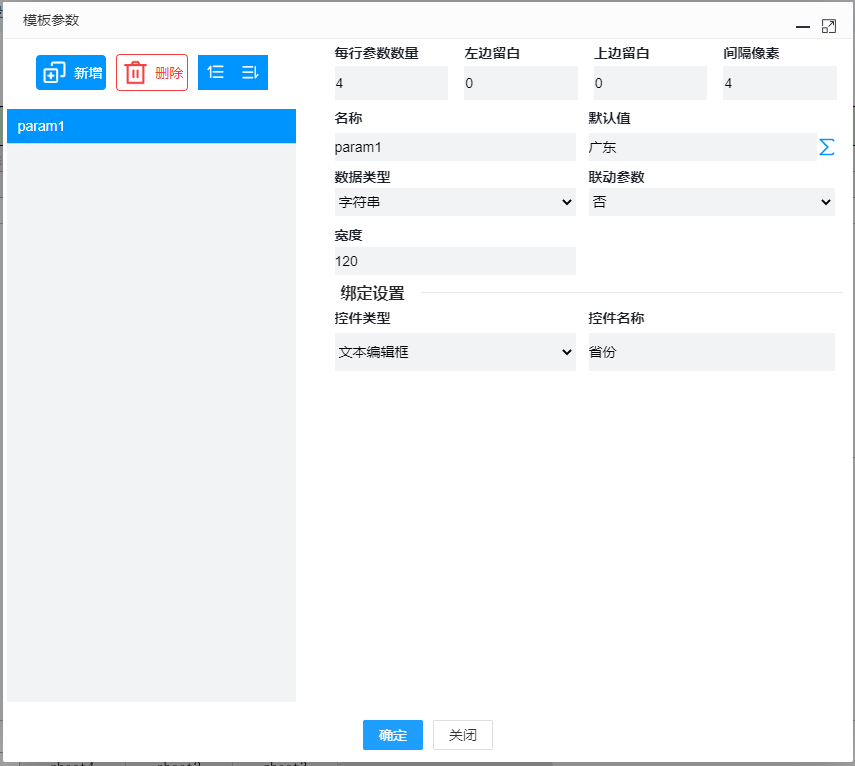 模板参数
新增 删除
param1
每行参数数量 左边留白 上边留白 间隔像素
4 0 0 4
名称 默认值
param1 广东
数据类型 联动参数
字符串 否
宽度
120
绑定设置
控件类型 控件名称
文本编辑框 省份
确定 关闭